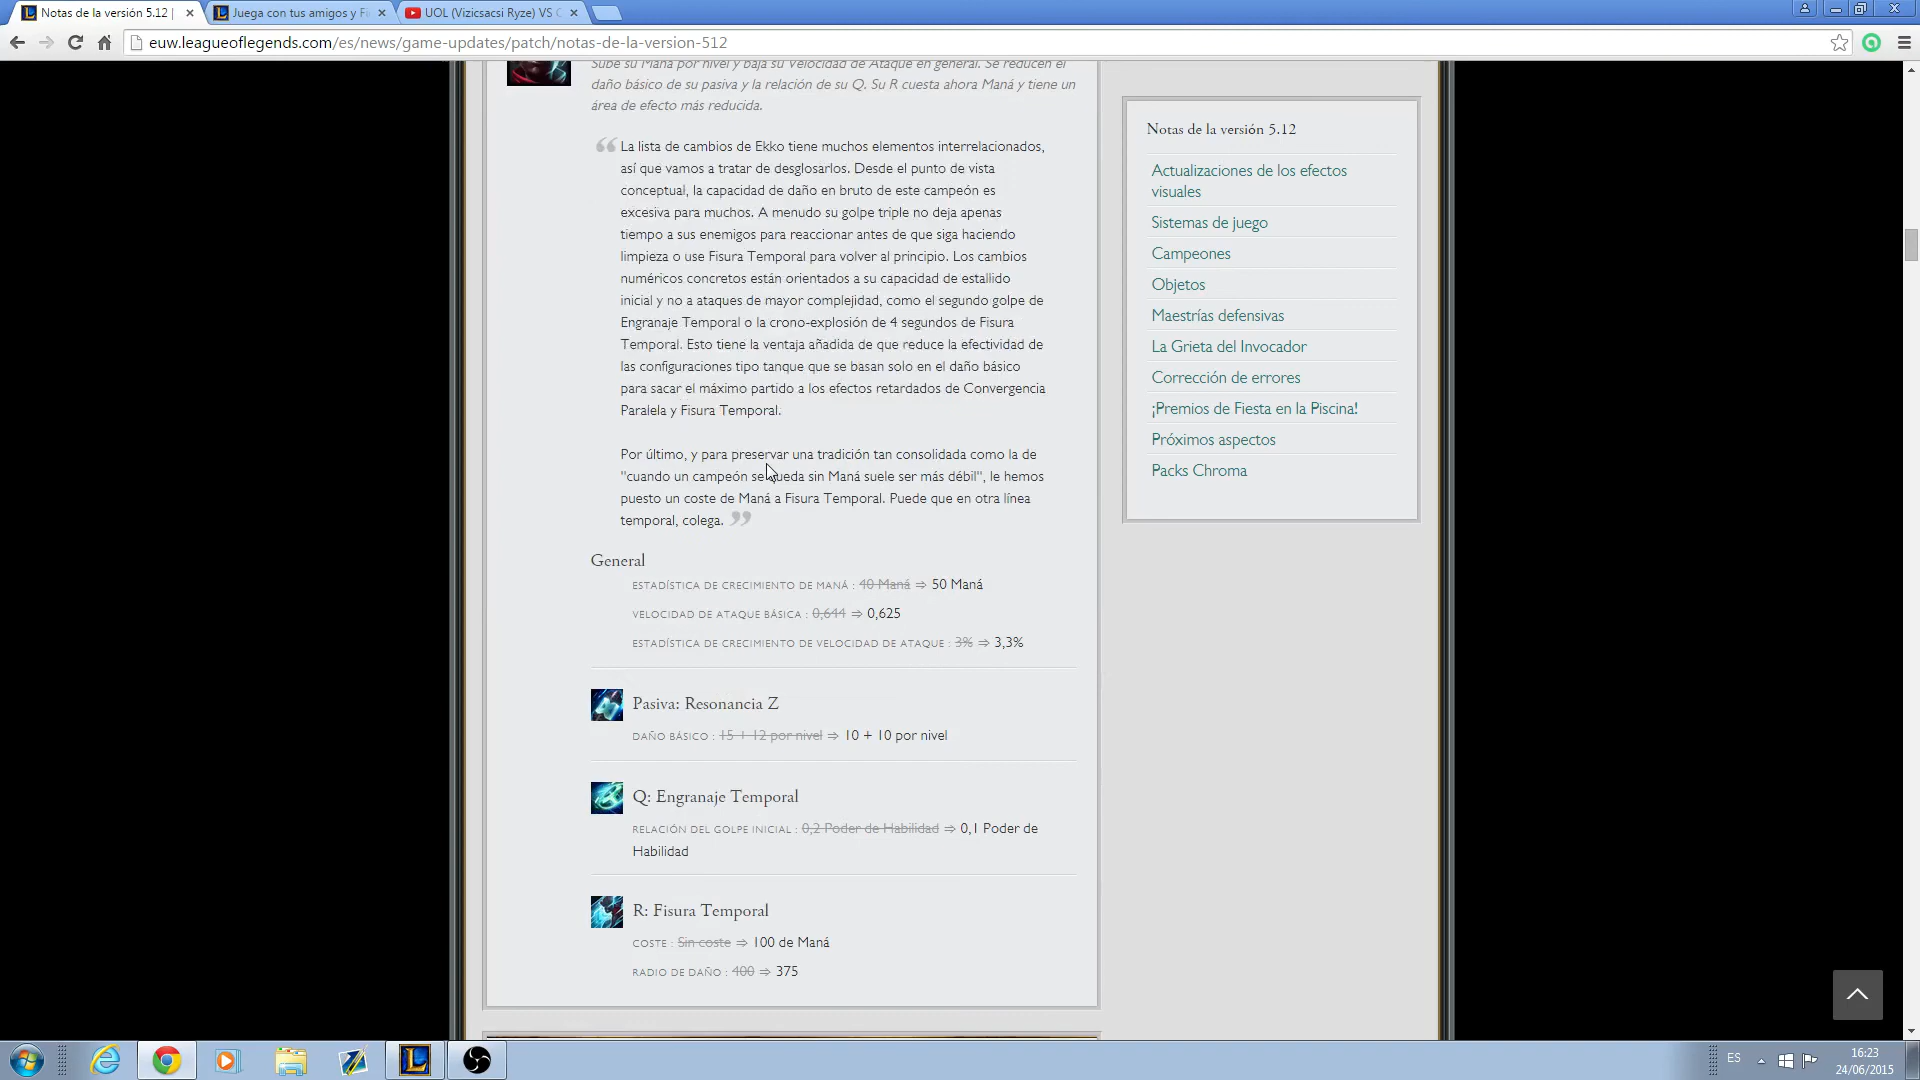 Notas de la versión 5.12 |
Juega con tus amigos y Fi
UOL (Vizicsacsi Ryze) VS
euw.leagueoflegends.com/es/news/game-updates/patch/notas-de-la-version-512
Sube su Maná por nivel y baja su Velocidad de Ataque en general. Se reducen el
daño básico de su pasiva y la relación de su Q. Su R cuesta ahora Maná y tiene un
área de efecto más reducida.
“ La lista de cambios de Ekko tiene muchos elementos interrelacionados,
así que vamos a tratar de desglosarlos. Desde el punto de vista
conceptual, la capacidad de daño en bruto de este campeón es
excesiva para muchos. A menudo su golpe triple no deja apenas
tiempo a sus enemigos para reaccionar antes de que siga haciendo
limpieza o use Fisura Temporal para volver al principio. Los cambios
numéricos concretos están orientados a su capacidad de estallido
inicial y no a ataques de mayor complejidad, como el segundo golpe de
Engranaje Temporal o la crono-explosión de 4 segundos de Fisura
Temporal. Esto tiene la ventaja añadida de que reduce la efectividad de
las configuraciones tipo tanque que se basan solo en el daño básico
para sacar el máximo partido a los efectos retardados de Convergencia
Paralela y Fisura Temporal.
Por último, y para preservar una tradición tan consolidada como la de
"cuando un campeón se queda sin Maná suele ser más débil", le hemos
puesto un coste de Maná a Fisura Temporal. Puede que en otra línea
temporal, colega. ”
General
ESTADÍSTICA DE CRECIMIENTO DE MANÁ : 40 Maná ⇒ 50 Maná
VELOCIDAD DE ATAQUE BÁSICA : 0,644 ⇒ 0,625
ESTADÍSTICA DE CRECIMIENTO DE VELOCIDAD DE ATAQUE : 3% ⇒ 3,3%
Pasiva: Resonancia Z
DAÑO BÁSICO : 15 + 12 por nivel ⇒ 10 + 10 por nivel
Q: Engranaje Temporal
RELACIÓN DEL GOLPE INICIAL : 0,2 Poder de Habilidad ⇒ 0,1 Poder de
Habilidad
R: Fisura Temporal
COSTE : Sin coste ⇒ 100 de Maná
RADIO DE DAÑO : 400 ⇒ 375
Notas de la versión 5.12
Actualizaciones de los efectos
visuales
Sistemas de juego
Campeones
Objetos
Maestrías defensivas
La Grieta del Invocador
Corrección de errores
¡Premios de Fiesta en la Piscina!
Próximos aspectos
Packs Chroma
ES
16:23
24/06/2015